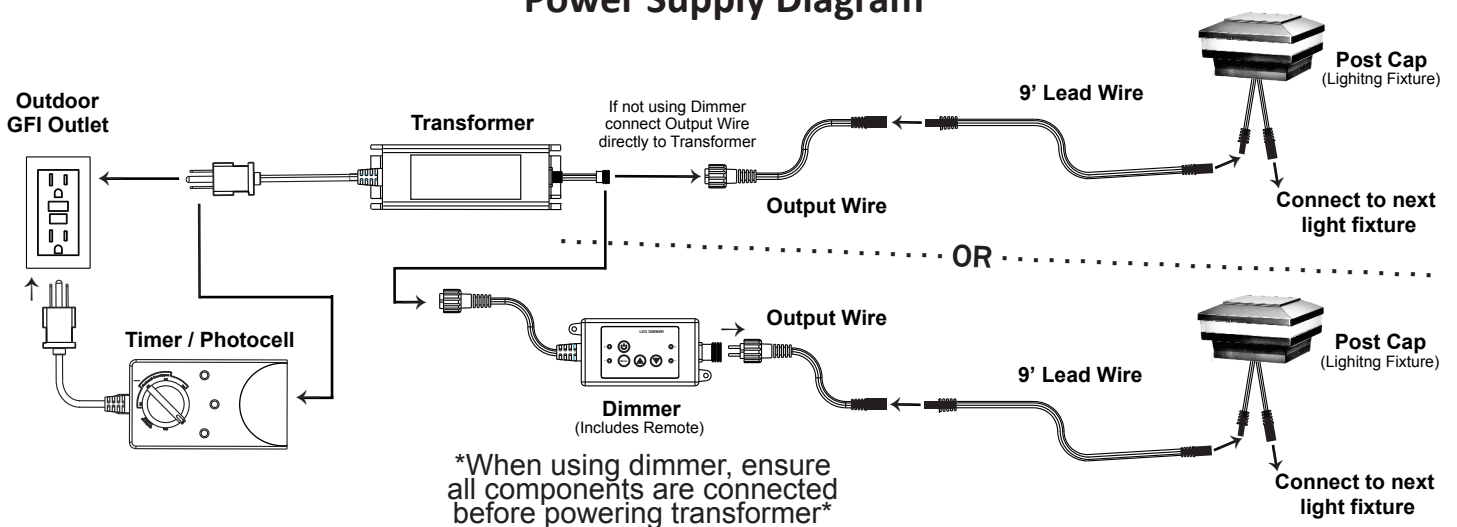 Power Supply Diagram
Outdoor
GFI Outlet
Transformer
If not using Dimmer
connect Output Wire
directly to Transformer
Output Wire
9' Lead Wire
Post Cap
(Lighitng Fixture)
Connect to next
light fixture
OR
Timer / Photocell
LED DIMMER
Dimmer
(Includes Remote)
Output Wire
9' Lead Wire
Post Cap
(Lighitng Fixture)
Connect to next
light fixture
*When using dimmer, ensure
all components are connected
before powering transformer*